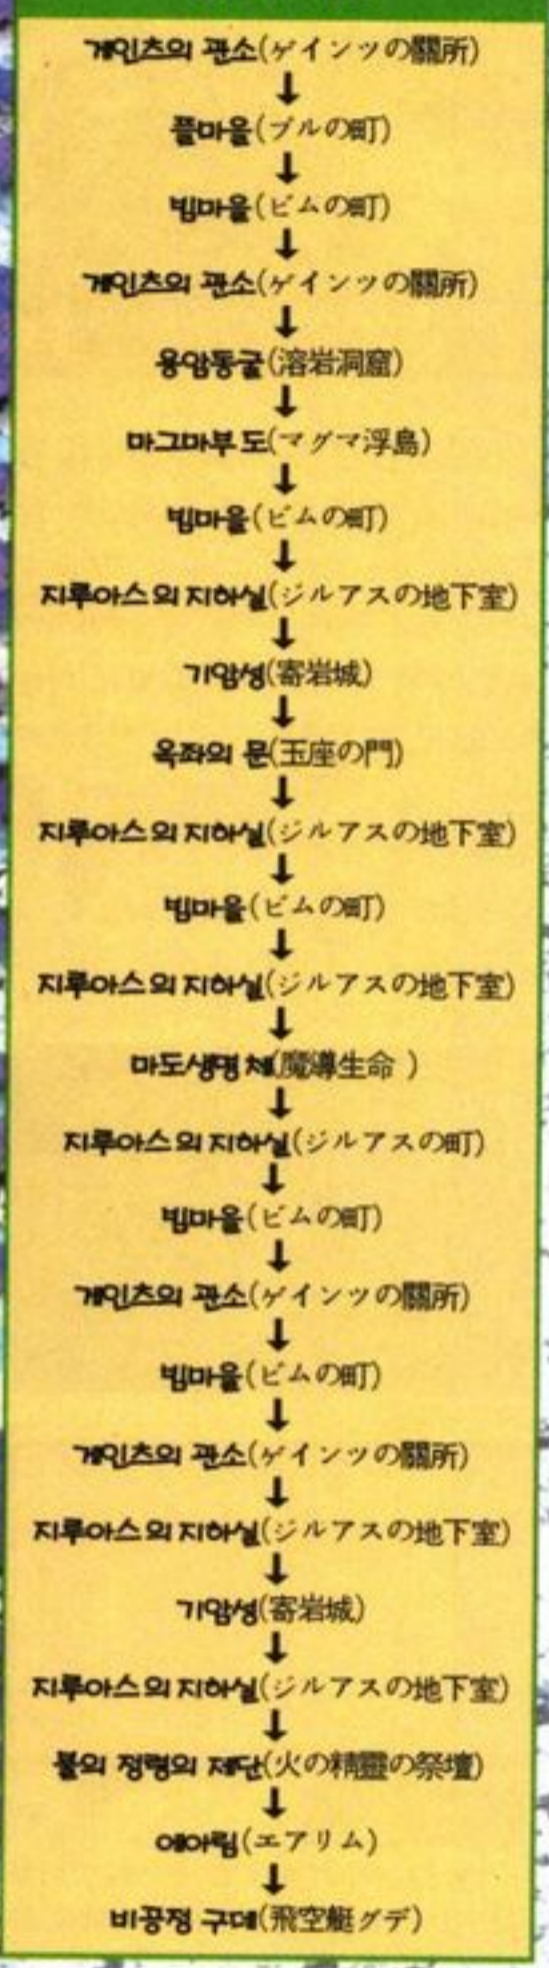 게인츠의 관소(ゲインツの關所)
↓
플마을(プルの町)
↓
빔마을(ビムの町)
↓
게인츠의 관소(ゲインツの關所)
↓
용암동굴(溶岩洞窟)
↓
마그마부도(マグマ浮島)
↓
빔마을(ビムの町)
↓
지루아스의 지하실(ジルアスの地下室)
↓
기암성(寄岩城)
↓
옥좌의 문(玉座の門)
↓
지루아스의 지하실(ジルアスの地下室)
↓
빔마을(ビムの町)
↓
지루아스의 지하실(ジルアスの地下室)
↓
마도생명체(魔導生命 )
↓
지루아스의 지하실(ジルアスの町)
↓
빔마을(ビムの町)
↓
게인츠의 관소(ゲインツの關所)
↓
빔마을(ビムの町)
↓
게인츠의 관소(ゲインツの關所)
↓
지루아스의 지하실(ジルアスの地下室)
↓
기암성(寄岩城)
↓
지루아스의 지하실(ジルアスの地下室)
↓
불의 정령의 제단(火の精靈の祭壇)
↓
에아림(エアリム)
↓
비공정 구데(飛空艇グデ)